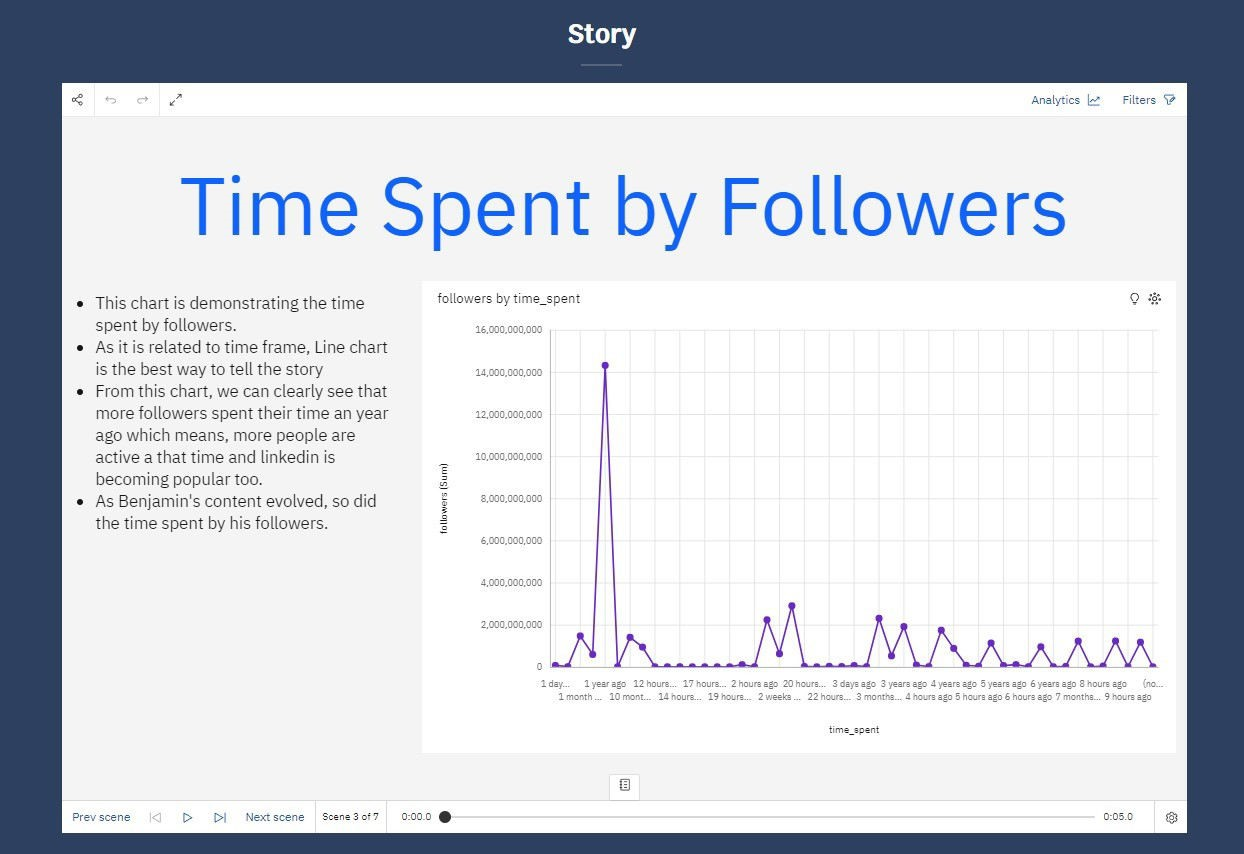 Story
Analytics
Filters
Time Spent by Followers
This chart is demonstrating the time
spent by followers.
As it is related to time frame, Line chart
is the best way to tell the story
From this chart, we can clearly see that
more followers spent their time an year
ago which means, more people are
active a that time and linkedin is
becoming popular too.
As Benjamin's content evolved, so did
the time spent by his followers.
followers by time_spent
followers (Sum)
16,000,000,000
14,000,000,000
12,000,000,000
10,000,000,000
8,000,000,000
6,000,000,000
4,000,000,000
2,000,000,000
0
1 day... 1 year ago 12 hours... 17 hours... 2 hours ago 20 hours... 3 days ago 3 years ago 4 years ago 5 years ago 6 years ago 8 hours ago (no...
1 month ... 10 mont... 14 hours... 19 hours... 2 weeks ... 22 hours... 3 months... 4 hours ago 5 hours ago 6 hours ago 7 months... 9 hours ago
time_spent
Prev scene
Next scene
Scene 3 of 7
0:00.0
0:05.0